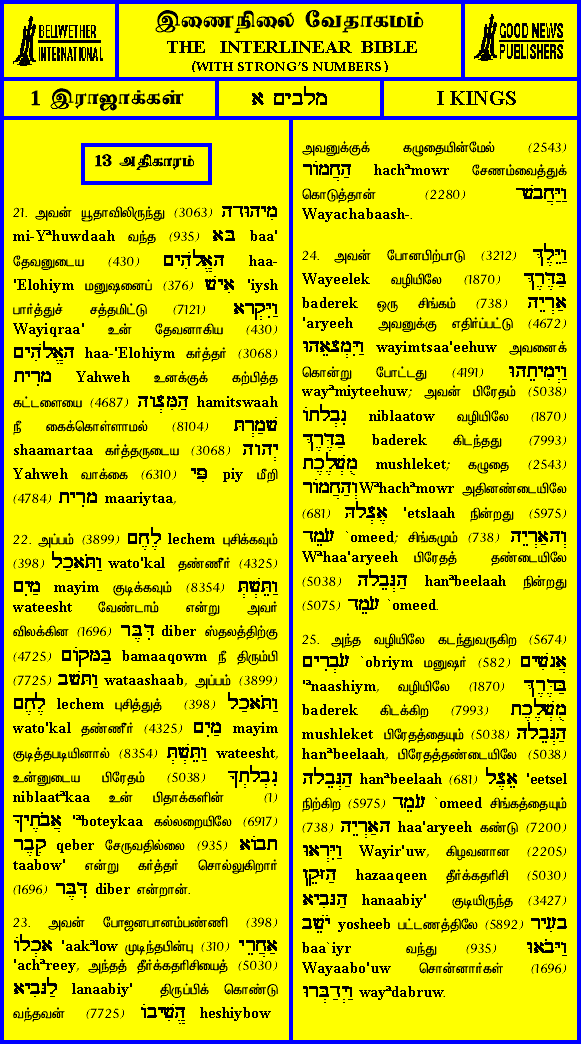 BELLWETHER
INTERNATIONAL
இணைநிலை வேதாகமம்
THE INTERLINEAR BIBLE
(WITH STRONG'S NUMBERS)
GOOD NEWS
PUBLISHERS
1 இராஜாக்கள்
מלכים א
I KINGS
13 அதிகாரம்
21. அவன் யூதாவிலிருந்து (3063) מִיהוּדָה
mi-Yᵃhuwdaah வந்த (935) בָּא baa'
தேவனுடைய (430) הָאֱלֹהִים haa-
'Elohiym மனுஷனைப் (376) אִישׁ 'iysh
பார்த்துச் சத்தமிட்டு (7121) וַיִּקְרָא
Wayiqraa' உன் தேவனாகிய (430)
הָאֱלֹהִים haa-'Elohiym கர்த்தர் (3068)
מָרִיתָ Yahweh உனக்குக் கற்பித்த
கட்டளையை (4687) הַמִּצְוָה hamitswaah
நீ கைக்கொள்ளாமல் (8104) שָׁמַרְתָּ
shaamartaa கர்த்தருடைய (3068) יְהוָה
Yahweh வாக்கை (6310) פִּי piy மீறி
(4784) מָרִיתָ maariytaa,
22. அப்பம் (3899) לֶחֶם lechem புசிக்கவும்
(398) וַתֹּאכַל wato'kal தண்ணீர் (4325)
מַיִם mayim குடிக்கவும் (8354) וַתֵּשְׁתְּ
wateesht வேண்டாம் என்று அவர்
விலக்கின (1696) דִּבֶּר diber ஸ்தலத்திற்கு
(4725) בַּמָּקוֹם bamaaqowm நீ திரும்பி
(7725) וַתָּשָׁב wataashaab, அப்பம் (3899)
לֶחֶם lechem புசித்துத் (398) וַתֹּאכַל
wato'kal தண்ணீர் (4325) מַיִם mayim
குடித்தபடியினால் (8354) וַתֵּשְׁתְּ wateesht,
உன்னுடைய பிரேதம் (5038) נִבְלָתְךָ
niblaatᵃkaa உன் பிதாக்களின் (1)
אֲבֹתֶיךָ 'ᵃboteykaa கல்லறையிலே (6917)
קֶבֶר qeber சேருவதில்லை (935) תָבוֹא
taabow' என்று கர்த்தர் சொல்லுகிறார்
(1696) דִּבֶּר diber என்றான்.
23. அவன் போஜனபானம்பண்ணி (398)
אָכְלוֹ 'aakᵃlow முடிந்தபின்பு (310) אַחֲרֵי
'achᵃreey, அந்தத் தீர்க்கதரிசியைத் (5030)
לַנָּבִיא lanaabiy' திருப்பிக் கொண்டு
வந்தவன் (7725) הֱשִׁיבוֹ heshiybow
அவனுக்குக் கழுதையின்மேல் (2543)
הַחֲמוֹר hachᵃmowr சேணம்வைத்துக்
கொடுத்தான் (2280) וַיַּחֲבָשׁ
Wayachabaash-.
24. அவன் போனபிற்பாடு (3212) וַיֵּלֶךְ
Wayeelek வழியிலே (1870) בַּדֶּרֶךְ
baderek ஒரு சிங்கம் (738) אַרְיֵה
'aryeeh அவனுக்கு எதிர்ப்பட்டு (4672)
וַיִּמְצָאֵהוּ wayimtsaa'eehuw அவனைக்
கொன்று போட்டது (4191) וַיְמִיתֵהוּ
wayᵃmiyteehuw; அவன் பிரேதம் (5038)
נִבְלָתוֹ niblaatow வழியிலே (1870)
בַּדֶּרֶךְ baderek கிடந்தது (7993)
מֻשְׁלֶכֶת mushleket; கழுதை (2543)
וְהַחֲמוֹר Wᵃhachᵃmowr அதினண்டையிலே
(681) אֶצְלָהּ 'etslaah நின்றது (5975)
עֹמֵד `omeed; சிங்கமும் (738) וְהָאַרְיֵה
Wᵃhaa'aryeeh பிரேதத் தண்டையிலே
(5038) הַנְּבֵלָה hanᵃbeelaah நின்றது
(5075) עֹמֵד `omeed.
25. அந்த வழியிலே கடந்துவருகிற (5674)
עֹבְרִים `obriym மனுஷர் (582) אֲנָשִׁים
'ᵃnaashiym, வழியிலே (1870) בַּדֶּרֶךְ
baderek கிடக்கிற (7993) מֻשְׁלֶכֶת
mushleket பிரேதத்தையும் (5038) הַנְּבֵלָה
hanᵃbeelaah, பிரேதத்தண்டையிலே (5038)
הַנְּבֵלָה hanᵃbeelaah (681) אֵצֶל 'eetsel
நிற்கிற (5975) עֹמֵד `omeed சிங்கத்தையும்
(738) הָאַרְיֵה haa'aryeeh கண்டு (7200)
וַיִּרְאוּ Wayir'uw, கிழவனான (2205)
הַזָּקֵן hazaaqeen தீர்க்கதரிசி (5030)
הַנָּבִיא hanaabiy' குடியிருந்த (3427)
יֹשֵׁב yosheeb பட்டணத்திலே (5892) בָעִיר
baa`iyr வந்து (935) וַיָּבֹאוּ
Wayaabo'uw சொன்னார்கள் (1696)
וַיְדַבְּרוּ wayᵃdabruw.